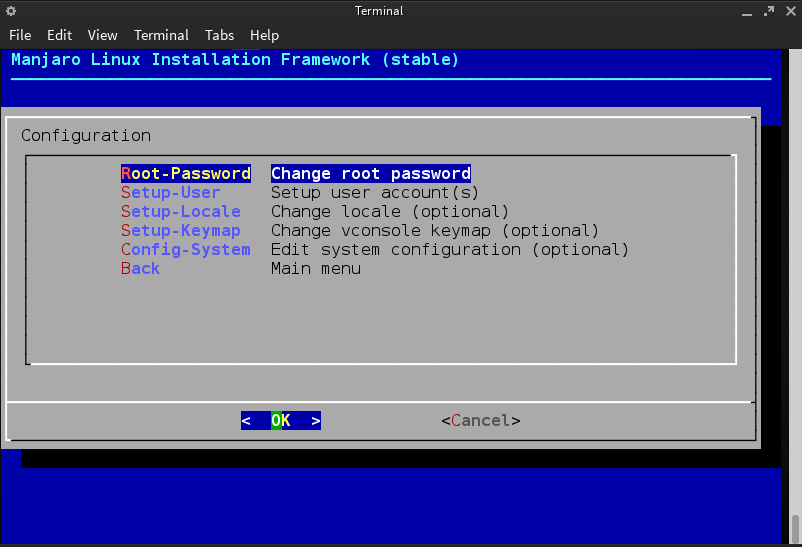 Terminal
File Edit View Terminal Tabs Help
Manjaro Linux Installation Framework (stable)
Configuration
Root-Password Change root password
Setup-User Setup user account(s)
Setup-Locale Change locale (optional)
Setup-Keymap Change vconsole keymap (optional)
Config-System Edit system configuration (optional)
Back Main menu
< OK > <Cancel>